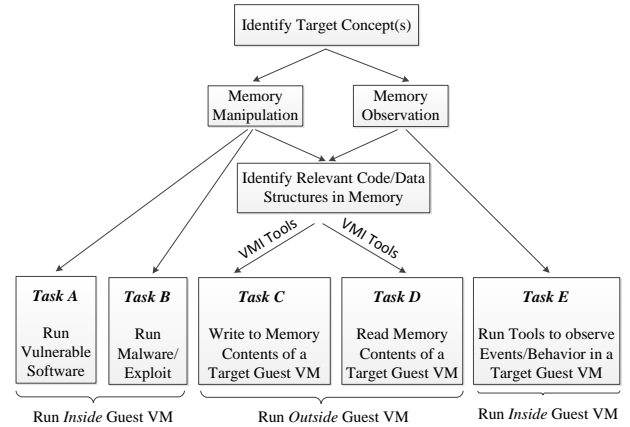 Identify Target Concept(s)
Memory
Manipulation
Memory
Observation
Identify Relevant Code/Data
Structures in Memory
VMI Tools
VMI Tools
Task A
Run
Vulnerable
Software
Task B
Run
Malware/
Exploit
Task C
Write to Memory
Contents of a
Target Guest VM
Task D
Read Memory
Contents of a
Target Guest VM
Task E
Run Tools to observe
Events/Behavior in a
Target Guest VM
Run Inside Guest VM
Run Outside Guest VM
Run Inside Guest VM